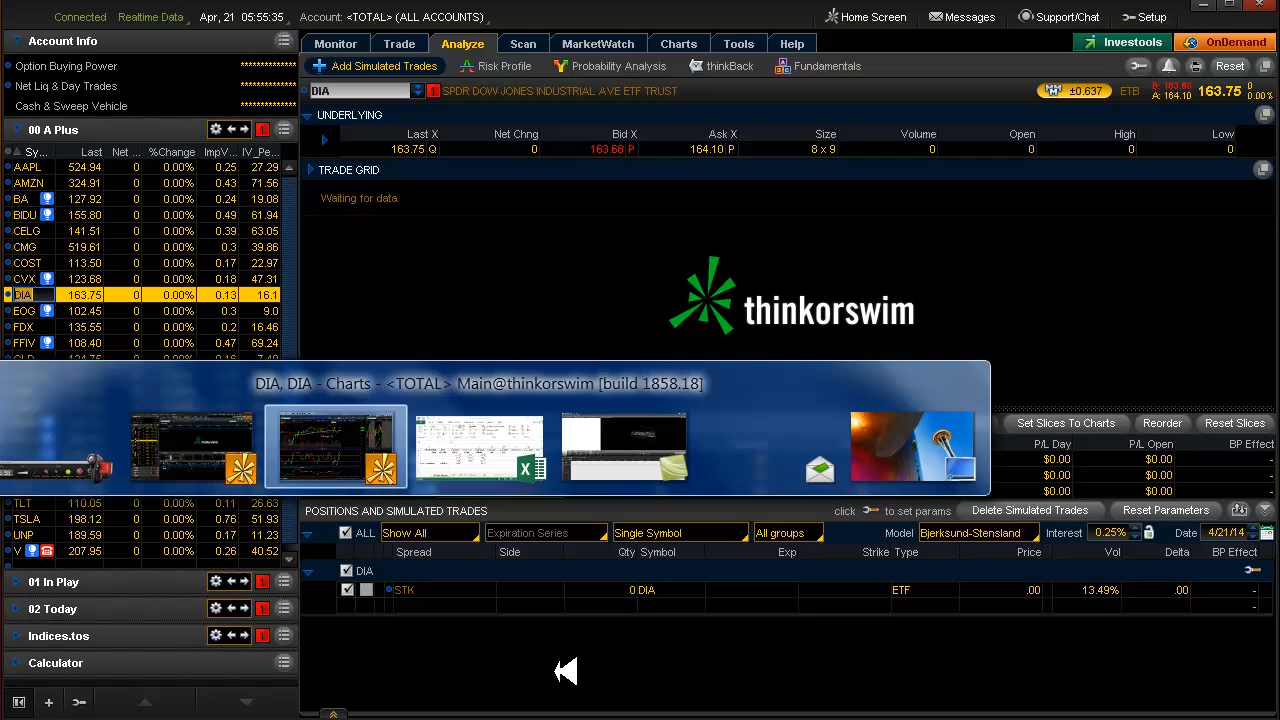 Connected Realtime Data Apr, 21 05:55:35 Account: <TOTAL> (ALL ACCOUNTS) Home Screen Messages Support/Chat Setup
Account Info
Option Buying Power **************
Net Liq & Day Trades **************
Cash & Sweep Vehicle **************
00 A Plus 1
Sy... Last Net ... %Change ImpV... IV_Pe...
AAPL 524.94 0 0.00% 0.25 27.29
AMZN 324.91 0 0.00% 0.43 71.56
BA 127.92 0 0.00% 0.24 19.08
BIDU 155.80 0 0.00% 0.49 61.94
CELG 141.51 0 0.00% 0.39 63.05
CMG 519.61 0 0.00% 0.3 39.86
COST 113.50 0 0.00% 0.17 22.97
CVX 123.68 0 0.00% 0.18 47.31
DIA 163.75 0 0.00% 0.13 16.1
EOG 102.45 0 0.00% 0.3 9.0
FDX 135.55 0 0.00% 0.2 16.46
FFIV 108.40 0 0.00% 0.47 69.24
TLT 110.91 0 0.00% 0.11 26.63
TSLA 198.12 0 0.00% 0.76 51.93
UNP 189.59 0 0.00% 0.17 11.23
V 207.95 0 0.00% 0.26 40.52
01 In Play 1
02 Today 1
Indices.tos 1
Calculator
Monitor Trade Analyze Scan MarketWatch Charts Tools Help Investools OnDemand
Add Simulated Trades Risk Profile Probability Analysis thinkBack Fundamentals Reset
DIA 1 SPDR DOW JONES INDUSTRIAL AVE ETF TRUST ±0.637 ETB B: 163.68 A: 164.10 163.75 0 0.00%
UNDERLYING
Last X Net Chng Bid X Ask X Size Volume Open High Low
163.75 Q 0 163.68 P 164.10 P 8 x 9 0 0 0 0
TRADE GRID
Waiting for data
thinkorswim
DIA, DIA - Charts - <TOTAL> Main@thinkorswim [build 1858.18]
Set Slices To Charts Reset Slices
P/L Day P/L Open BP Effect
$0.00 $0.00
$0.00 $0.00 -
$0.00 $0.00 -
POSITIONS AND SIMULATED TRADES click to set params Delete Simulated Trades Reset Parameters
ALL Show All Expiration Series Single Symbol All groups Model Bjerksund-Stensland Interest 0.25% Date 4/21/14
Spread Side Qty Symbol Exp Strike Type Price Vol Delta BP Effect
DIA
STK 0 DIA ETF .00 13.49% .00 -